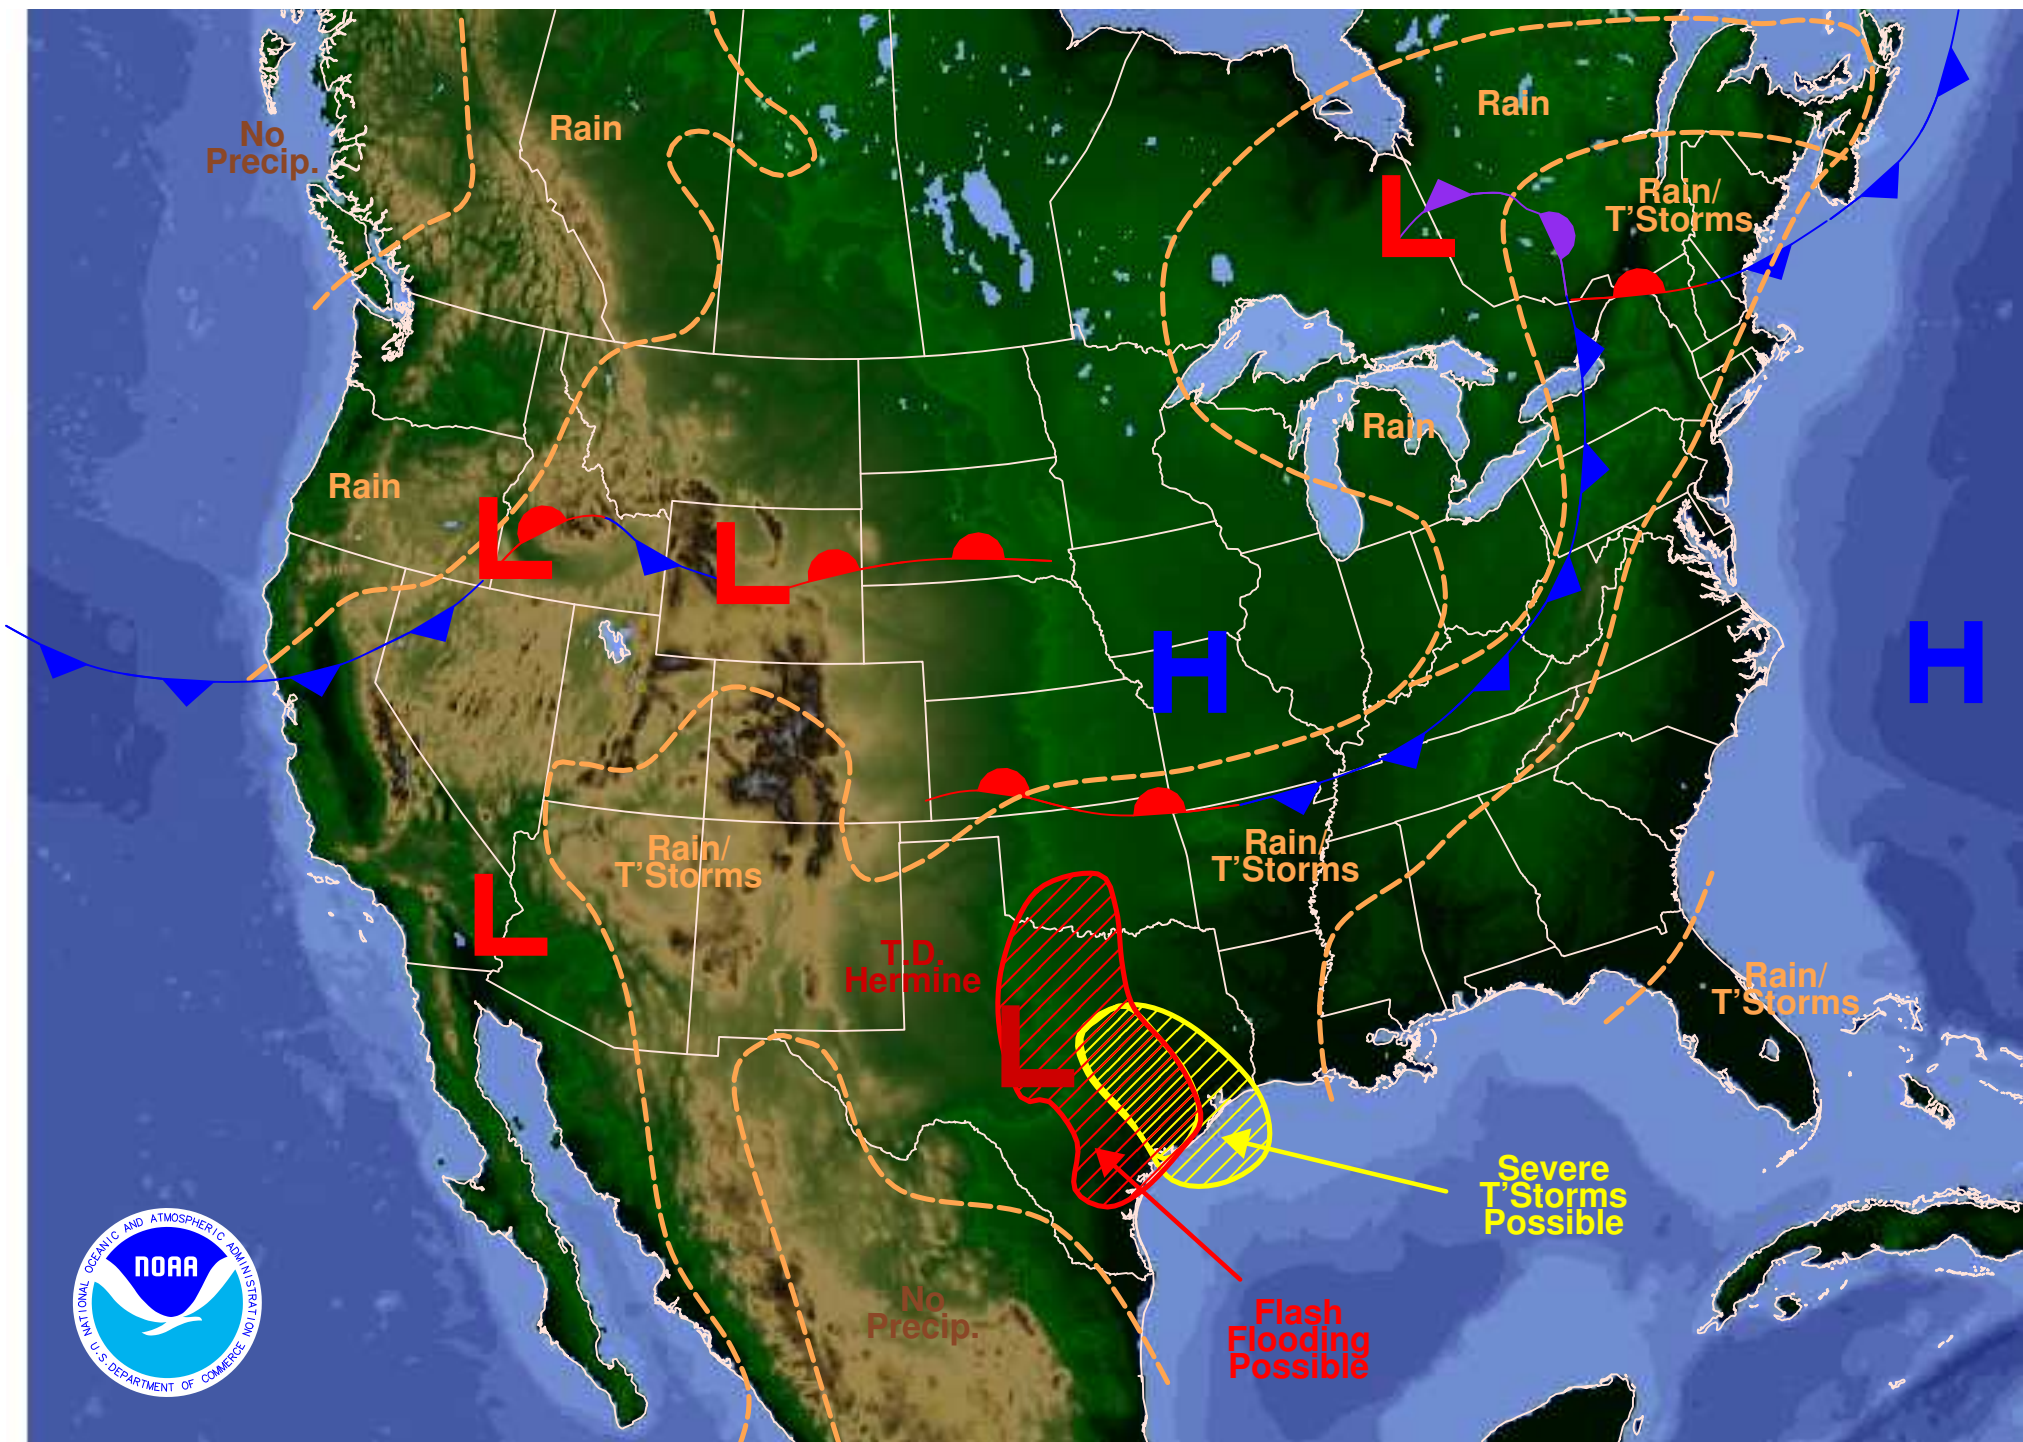 Rain
Rain
No
Precip.
Rain/
T'Storms
L
Rain
Rain
L
L
H
H
Rain/
T'Storms
Rain/
T'Storms
L
T.D.
Hermine
Rain/
T'Storms
L
Severe
T'Storms
Possible
No
Precip.
Flash
Flooding
Possible
NATIONAL OCEANIC AND ATMOSPHERIC ADMINISTRATION
NOAA
U.S. DEPARTMENT OF COMMERCE